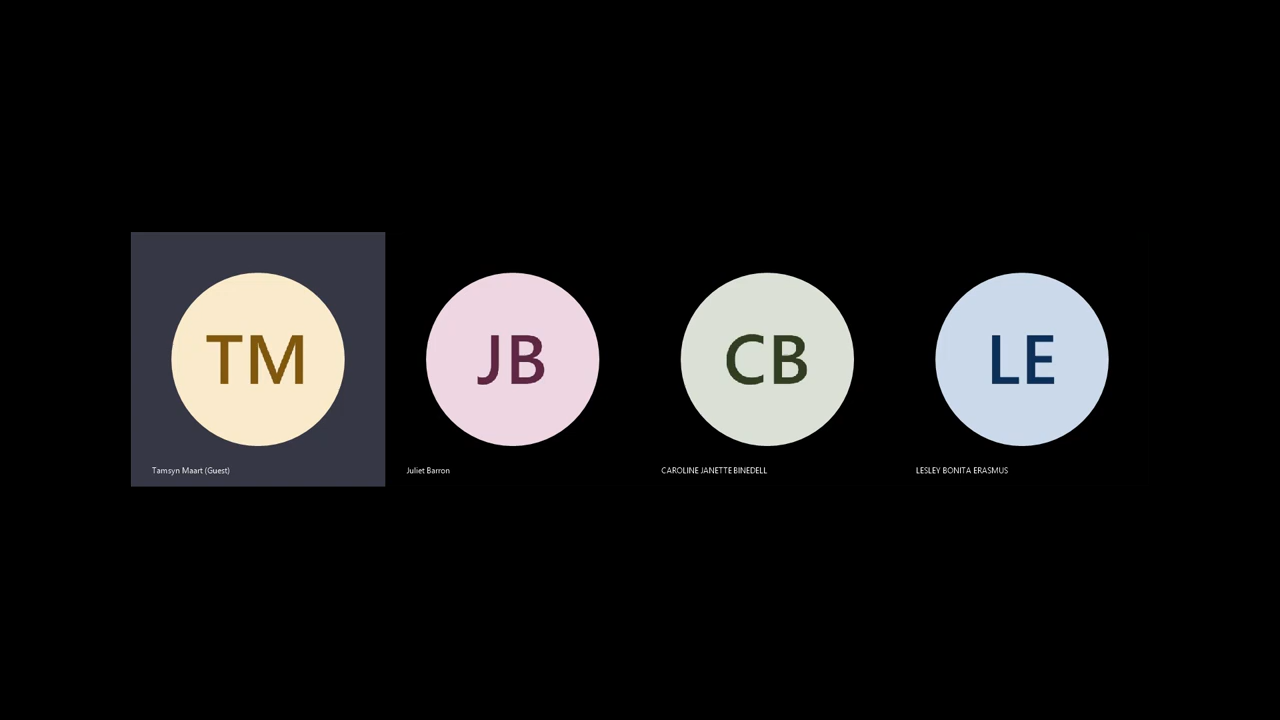 TM
JB
CB
LE
Tamsyn Maart (Guest)
Juliet Barron
CAROLINE JANETTE BINEDELL
LESLEY BONITA ERASMUS